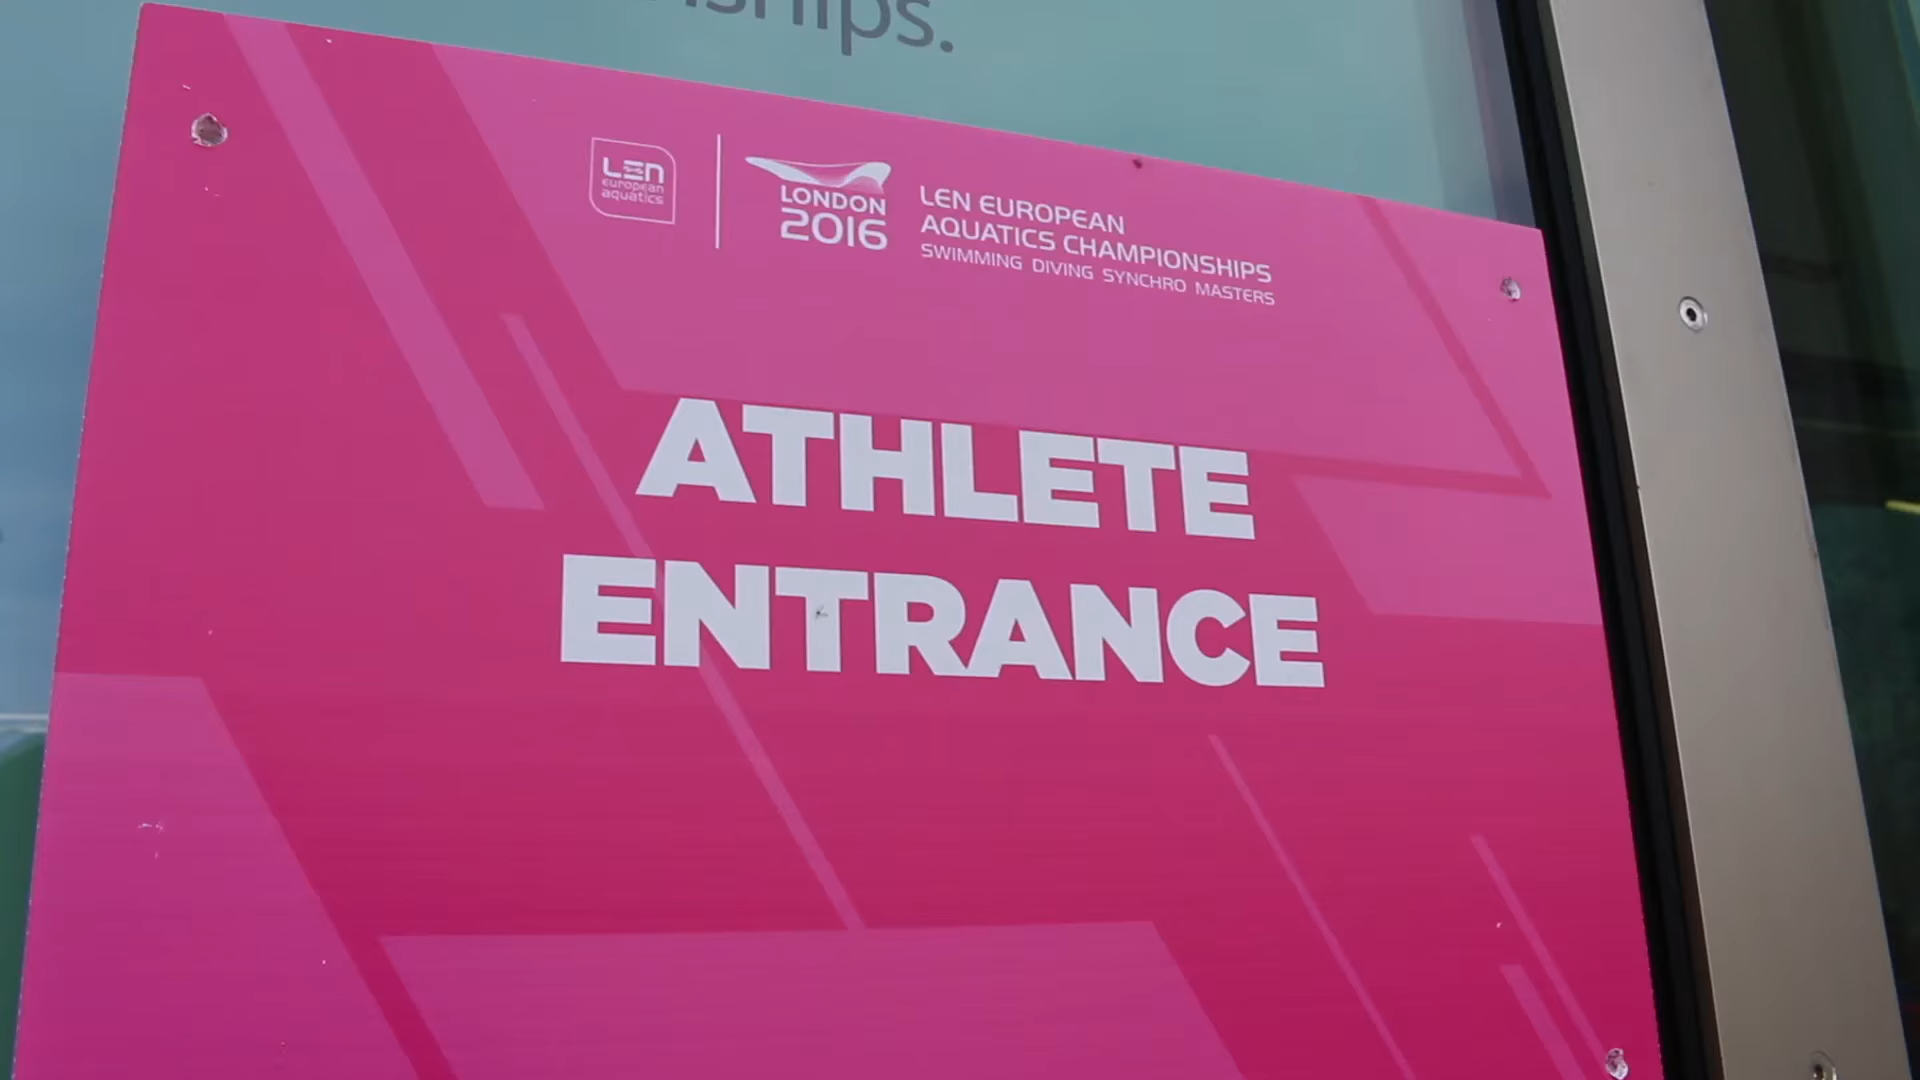 LEN
european
aquatics
LONDON
2016
LEN EUROPEAN
AQUATICS CHAMPIONSHIPS
SWIMMING DIVING SYNCHRO MASTERS
ATHLETE
ENTRANCE